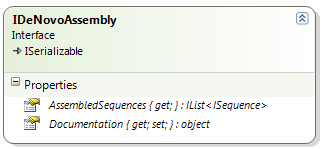 IDeNovoAssembly
Interface
ISerializable
Properties
AssembledSequences { get; } : IList<ISequence>
Documentation { get; set; } : object